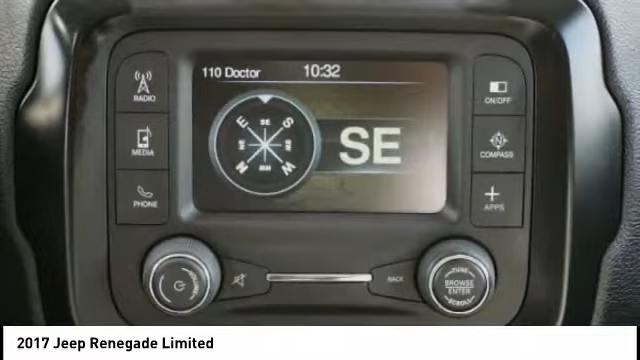 110 Doctor 10:32
RADIO
MEDIA
PHONE
SE
E
S
W
N
SE
ON/OFF
COMPASS
APPS
BACK
TUNE
BROWSE
ENTER
SCROLL
2017 Jeep Renegade Limited